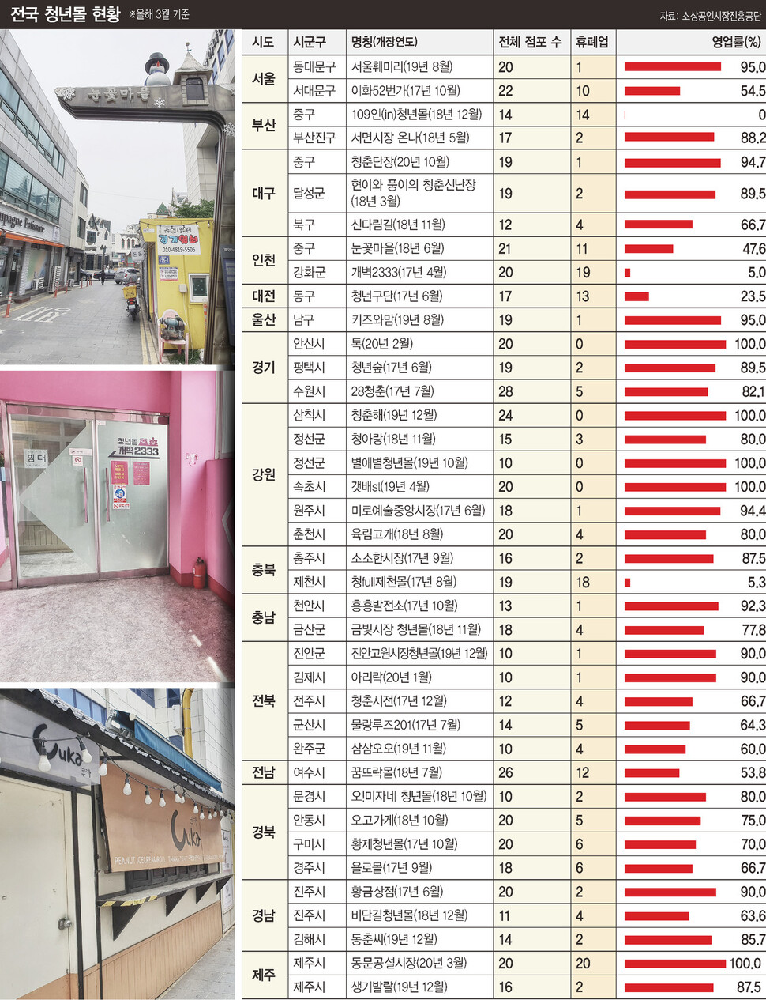 전국 청년몰 현황 ※올해 3월 기준
자료: 소상공인시장진흥공단
눈꽃마을
경기열쇠
010-4819-5506
임대
청년몰
개벽2333
Cuka
쿠카
Cuka
시도 시군구 명칭(개장연도) 전체 점포 수 휴폐업 영업률(%)
서울 동대문구 서울훼미리(19년 8월) 20 1 95.0
서대문구 이화52번가(17년 10월) 22 10 54.5
부산 중구 109인(in)청년몰(18년 12월) 14 14 0
부산진구 서면시장 온나(18년 5월) 17 2 88.2
대구 중구 청춘단장(20년 10월) 19 1 94.7
달성군 현이와 풍이의 청춘신난장
(18년 3월) 19 2 89.5
북구 신다림길(18년 11월) 12 4 66.7
인천 중구 눈꽃마을(18년 6월) 21 11 47.6
강화군 개벽2333(17년 4월) 20 19 5.0
대전 동구 청년구단(17년 6월) 17 13 23.5
울산 남구 키즈와맘(19년 8월) 19 1 95.0
경기 안산시 톡(20년 2월) 20 0 100.0
평택시 청년숲(17년 6월) 19 2 89.5
수원시 28청춘(17년 7월) 28 5 82.1
강원 삼척시 청춘해(19년 12월) 24 0 100.0
정선군 청아랑(18년 11월) 15 3 80.0
정선군 별애별청년몰(19년 10월) 10 0 100.0
속초시 갯배st(19년 4월) 20 0 100.0
원주시 미로예술중앙시장(17년 6월) 18 1 94.4
춘천시 육림고개(18년 8월) 20 4 80.0
충북 충주시 소소한시장(17년 9월) 16 2 87.5
제천시 청full제천몰(17년 8월) 19 18 5.3
충남 천안시 흥흥발전소(17년 10월) 13 1 92.3
금산군 금빛시장 청년몰(18년 11월) 18 4 77.8
전북 진안군 진안고원시장청년몰(19년 12월) 10 1 90.0
김제시 아리락(20년 1월) 10 1 90.0
전주시 청춘시전(17년 12월) 12 4 66.7
군산시 물랑루즈201(17년 7월) 14 5 64.3
완주군 삼삼오오(19년 11월) 10 4 60.0
전남 여수시 꿈뜨락몰(18년 7월) 26 12 53.8
경북 문경시 오!미자네 청년몰(18년 10월) 10 2 80.0
안동시 오고가게(18년 10월) 20 5 75.0
구미시 황제청년몰(17년 10월) 20 6 70.0
경주시 욜로몰(17년 9월) 18 6 66.7
경남 진주시 황금상점(17년 6월) 20 2 90.0
진주시 비단길청년몰(18년 12월) 11 4 63.6
김해시 동춘씨(19년 12월) 14 2 85.7
제주 제주시 동문공설시장(20년 3월) 20 20 100.0
제주시 생기발랄(19년 12월) 16 2 87.5